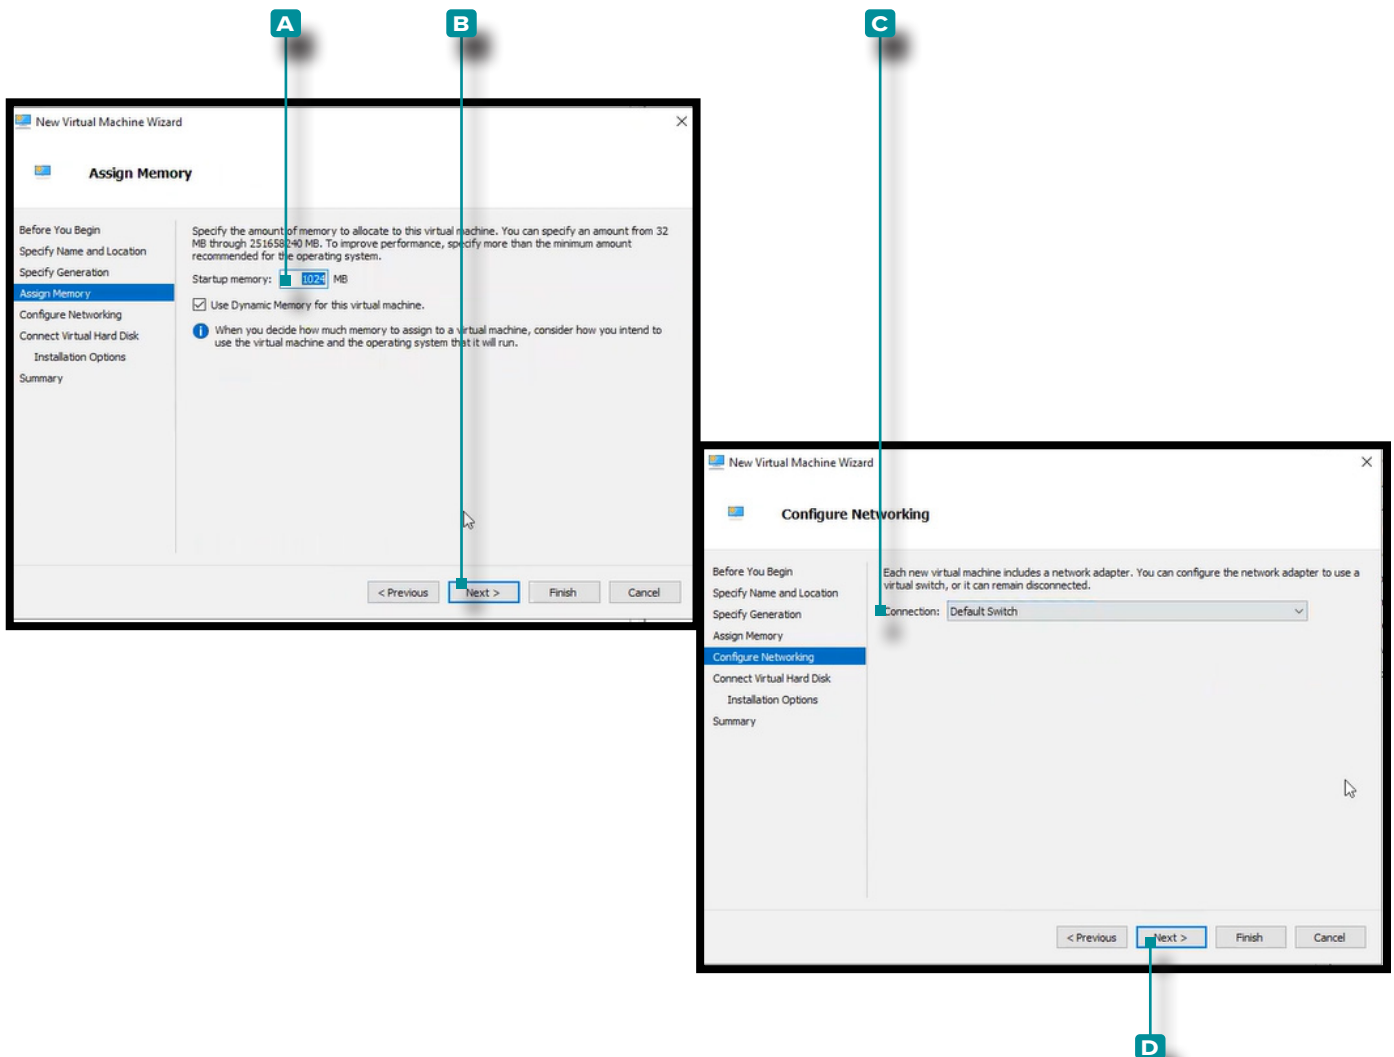 A
B
C
New Virtual Machine Wizard
Assign Memory
Before You Begin
Specify Name and Location
Specify Generation
Assign Memory
Configure Networking
Connect Virtual Hard Disk
Installation Options
Summary
Specify the amount of memory to allocate to this virtual machine. You can specify an amount from 32
MB through 251658240 MB. To improve performance, specify more than the minimum amount
recommended for the operating system.
Startup memory: 1024 MB
Use Dynamic Memory for this virtual machine.
When you decide how much memory to assign to a virtual machine, consider how you intend to
use the virtual machine and the operating system that it will run.
< Previous Next > Finish Cancel
New Virtual Machine Wizard
Configure Networking
Before You Begin
Specify Name and Location
Specify Generation
Assign Memory
Configure Networking
Connect Virtual Hard Disk
Installation Options
Summary
Each new virtual machine includes a network adapter. You can configure the network adapter to use a
virtual switch, or it can remain disconnected.
Connection: Default Switch
< Previous Next > Finish Cancel
D